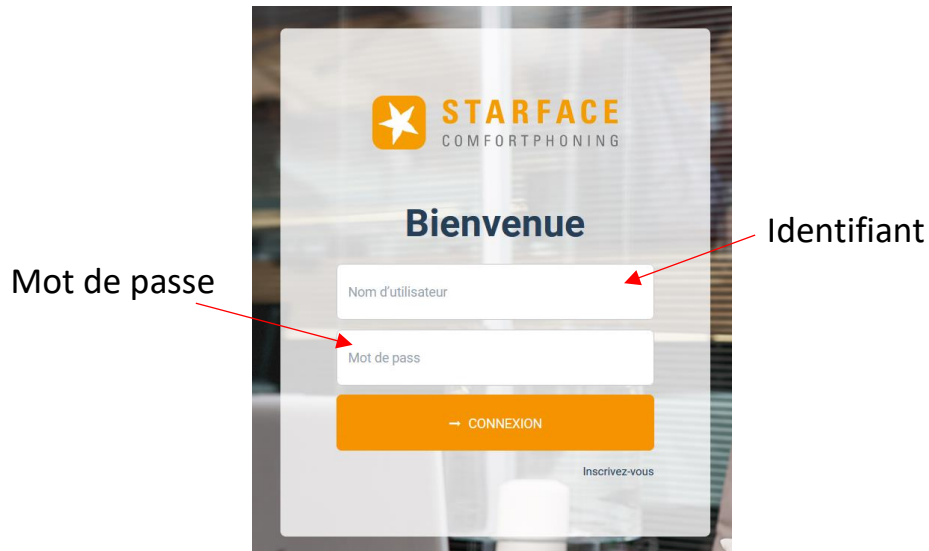 STARFACE
COMFORTPHONING
Bienvenue
Identifiant
Mot de passe
Nom d'utilisateur
Mot de pass
→ CONNEXION
Inscrivez-vous